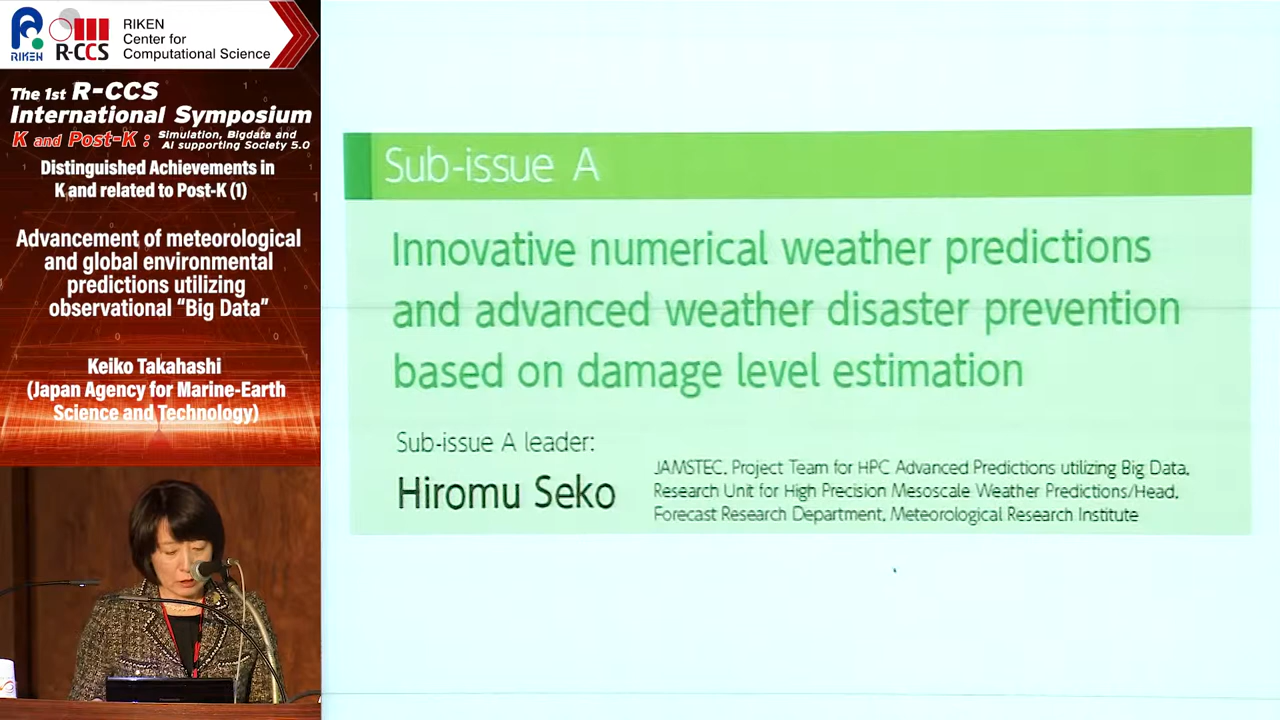 RIKEN
R-CCS
RIKEN
Center for
Computational Science
The 1st R-CCS
International Symposium
K and Post-K : Simulation, Bigdata and
AI supporting Society 5.0
Distinguished Achievements in
K and related to Post-K (1)
Advancement of meteorological
and global environmental
predictions utilizing
observational “Big Data”
Keiko Takahashi
(Japan Agency for Marine-Earth
Science and Technology)
Sub-issue A
Innovative numerical weather predictions
and advanced weather disaster prevention
based on damage level estimation
Sub-issue A leader:
Hiromu Seko
JAMSTEC, Project Team for HPC Advanced Predictions utilizing Big Data,
Research Unit for High Precision Mesoscale Weather Predictions/Head,
Forecast Research Department, Meteorological Research Institute